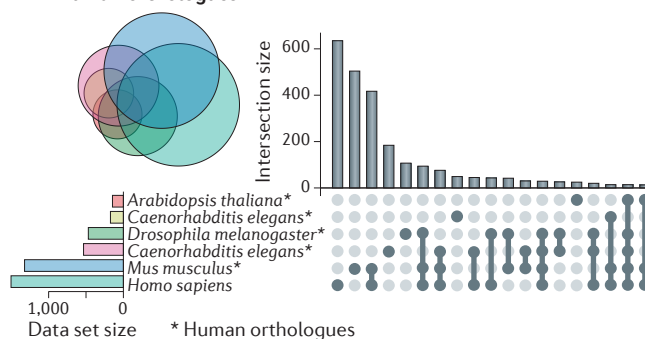 Intersection size
600
400
200
0
Arabidopsis thaliana*
Caenorhabditis elegans*
Drosophila melanogaster*
Caenorhabditis elegans*
Mus musculus*
Homo sapiens
1,000 0
Data set size * Human orthologues